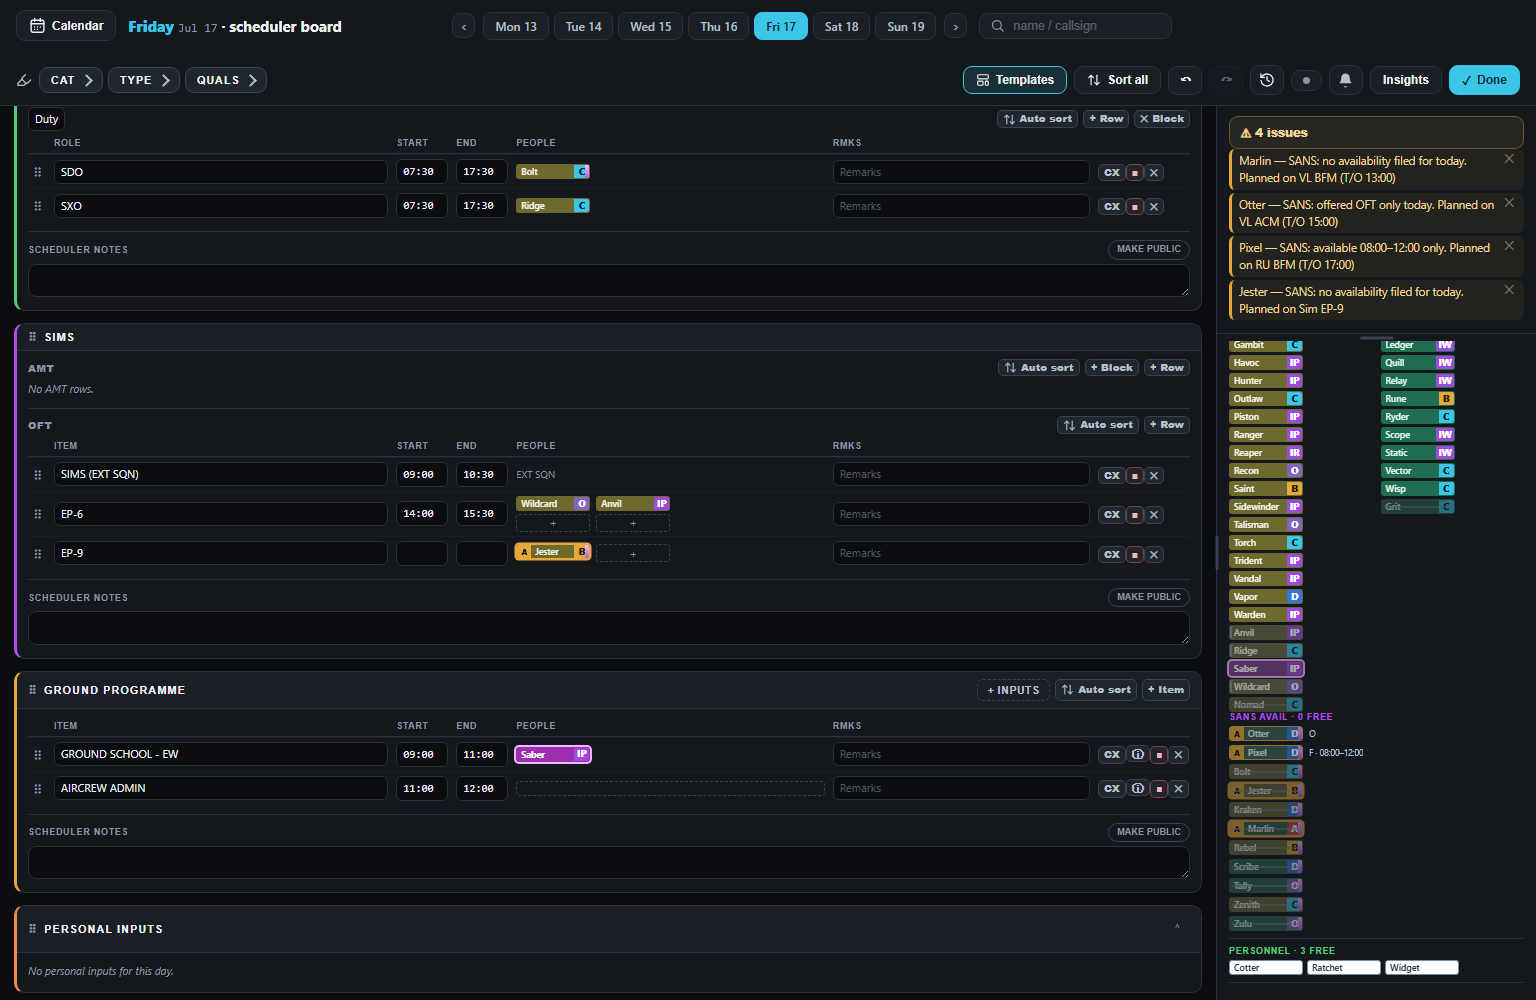 Calendar
Friday Jul 17 · scheduler board
‹ Mon 13 Tue 14 Wed 15 Thu 16 Fri 17 Sat 18 Sun 19 ›
name / callsign
CAT TYPE QUALS
Templates Sort all Insights ✓ Done
Duty
Auto sort + Row × Block
ROLE START END PEOPLE RMKS
SDO 07:30 17:30 Bolt C Remarks CX
SXO 07:30 17:30 Ridge C Remarks CX
SCHEDULER NOTES MAKE PUBLIC
SIMS
AMT Auto sort + Block + Row
No AMT rows.
OFT Auto sort + Row
ITEM START END PEOPLE RMKS
SIMS (EXT SQN) 09:00 10:30 EXT SQN Remarks CX
EP-6 14:00 15:30 Wildcard O Anvil IP Remarks CX
+ +
EP-9 A Jester B + Remarks CX
SCHEDULER NOTES MAKE PUBLIC
GROUND PROGRAMME + INPUTS Auto sort + Item
ITEM START END PEOPLE RMKS
GROUND SCHOOL - EW 09:00 11:00 Saber IP Remarks CX
AIRCREW ADMIN 11:00 12:00 Remarks CX
SCHEDULER NOTES MAKE PUBLIC
PERSONAL INPUTS
No personal inputs for this day.
⚠ 4 issues
Marlin — SANS: no availability filed for today.
Planned on VL BFM (T/O 13:00)
Otter — SANS: offered OFT only today. Planned on
VL ACM (T/O 15:00)
Pixel — SANS: available 08:00–12:00 only. Planned
on RU BFM (T/O 17:00)
Jester — SANS: no availability filed for today.
Planned on Sim EP-9
Gambit C Ledger IW
Havoc IP Quill IW
Hunter IP Relay IW
Outlaw C Rune B
Piston IP Ryder C
Ranger IP Scope IW
Reaper IR Static IW
Recon O Vector C
Saint B Wisp C
Sidewinder IP Grit C
Talisman O
Torch C
Trident IP
Vandal IP
Vapor D
Warden IP
Anvil IP
Ridge C
Saber IP
Wildcard O
Nomad C
SANS AVAIL · 0 FREE
A Otter D O
A Pixel D F · 08:00–12:00
Bolt C
A Jester B
Kraken D
A Marlin A
Rebel B
Scribe D
Tally O
Zenith C
Zulu O
PERSONNEL · 3 FREE
Cotter Ratchet Widget